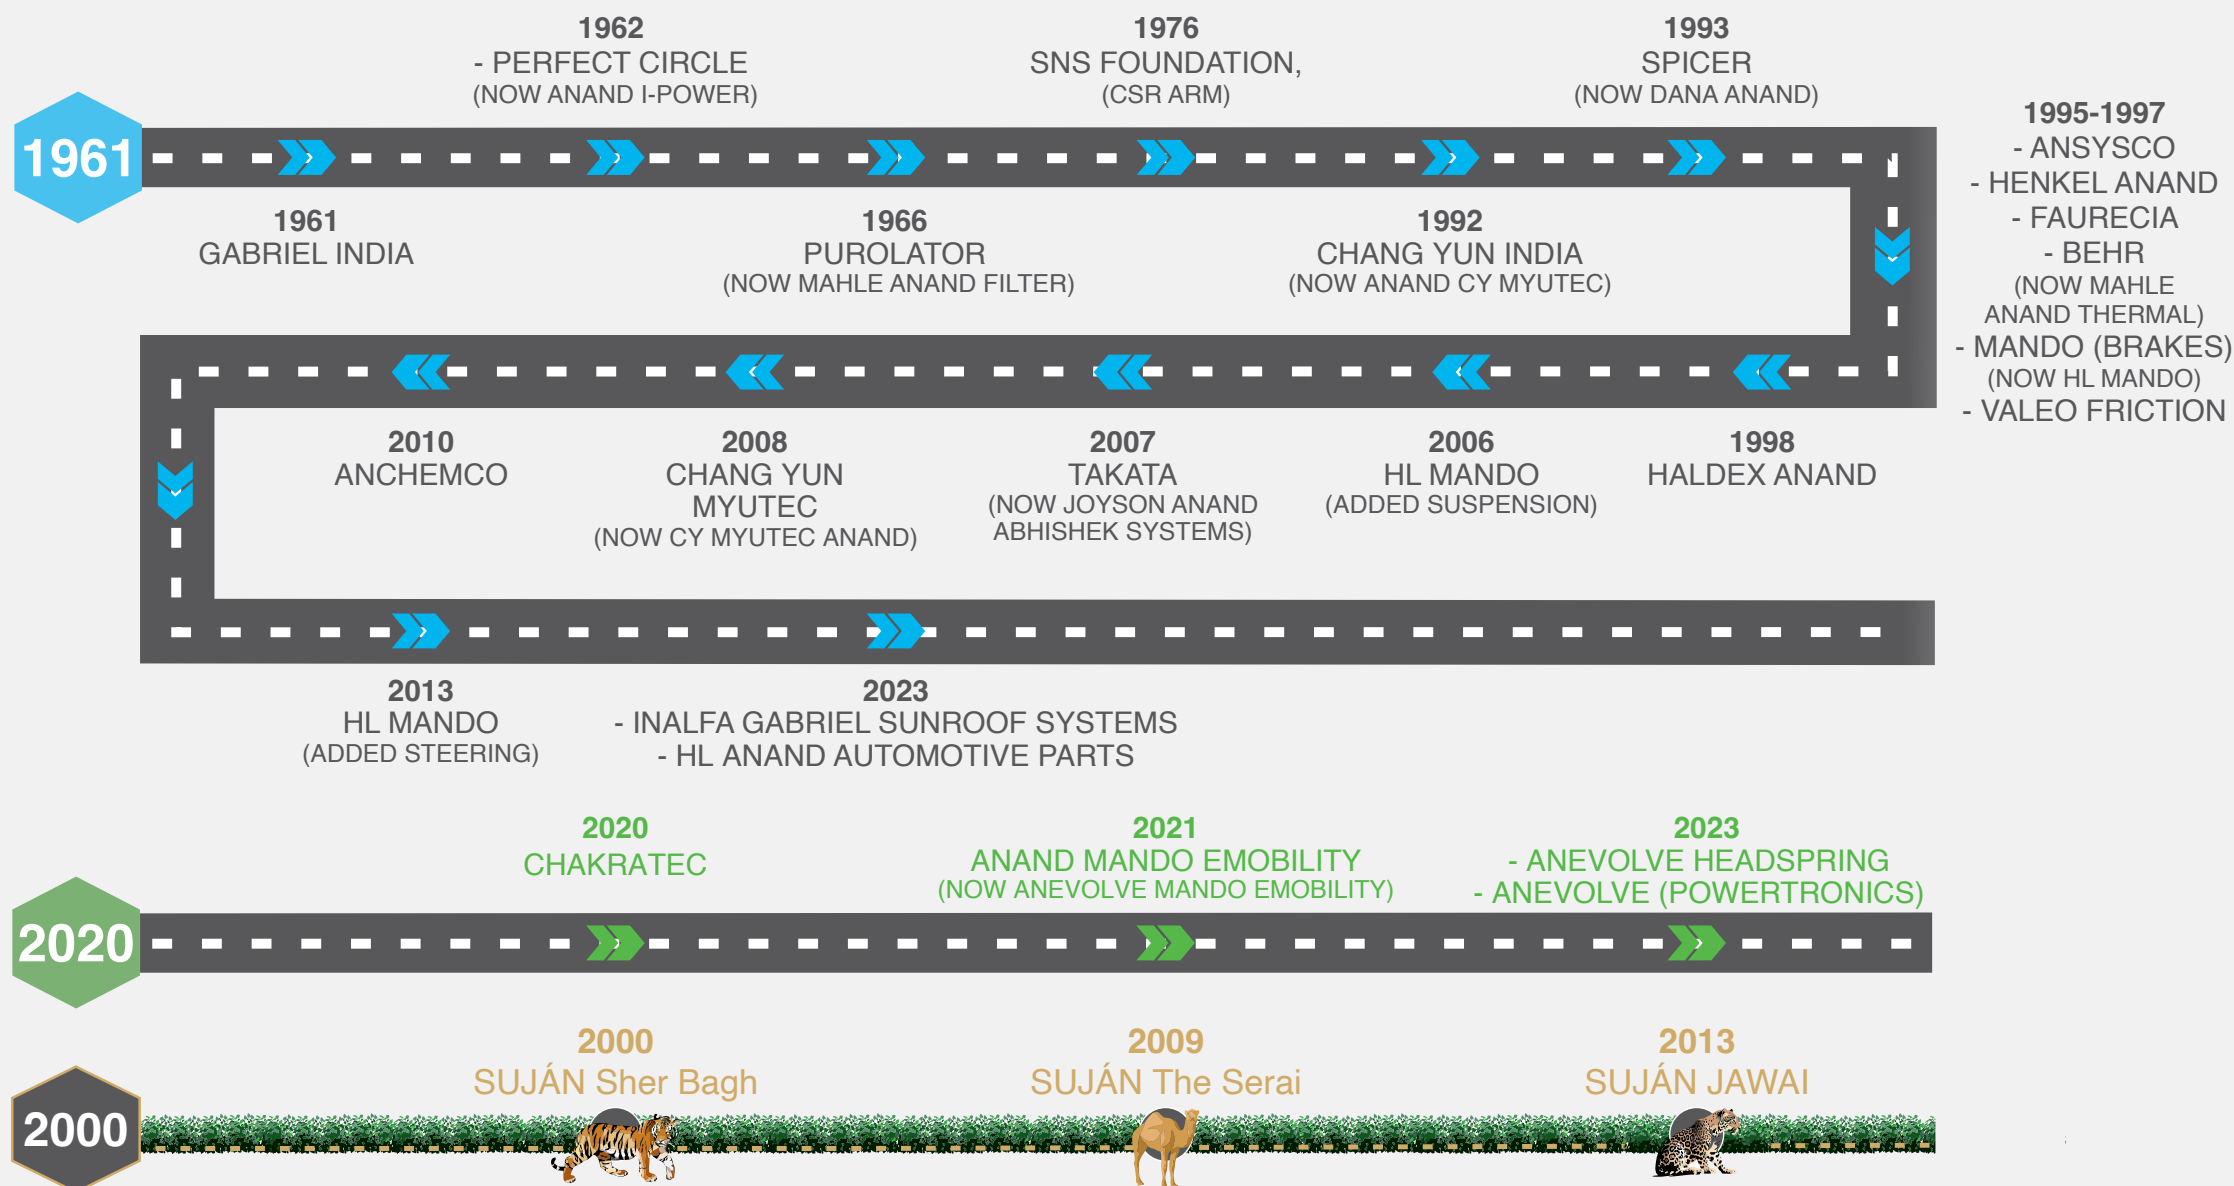 1961
1961
GABRIEL INDIA
1962
- PERFECT CIRCLE
(NOW ANAND I-POWER)
1966
PUROLATOR
(NOW MAHLE ANAND FILTER)
1976
SNS FOUNDATION,
(CSR ARM)
1992
CHANG YUN INDIA
(NOW ANAND CY MYUTEC)
1993
SPICER
(NOW DANA ANAND)
1995-1997
- ANSYSCO
- HENKEL ANAND
- FAURECIA
- BEHR
(NOW MAHLE
ANAND THERMAL)
- MANDO (BRAKES)
(NOW HL MANDO)
- VALEO FRICTION
1998
HALDEX ANAND
2006
HL MANDO
(ADDED SUSPENSION)
2007
TAKATA
(NOW JOYSON ANAND
ABHISHEK SYSTEMS)
2008
CHANG YUN
MYUTEC
(NOW CY MYUTEC ANAND)
2010
ANCHEMCO
2013
HL MANDO
(ADDED STEERING)
2023
- INALFA GABRIEL SUNROOF SYSTEMS
- HL ANAND AUTOMOTIVE PARTS
2020
2020
CHAKRATEC
2021
ANAND MANDO EMOBILITY
(NOW ANEVOLVE MANDO EMOBILITY)
2023
- ANEVOLVE HEADSPRING
- ANEVOLVE (POWERTRONICS)
2000
2000
SUJÁN Sher Bagh
2009
SUJÁN The Serai
2013
SUJÁN JAWAI